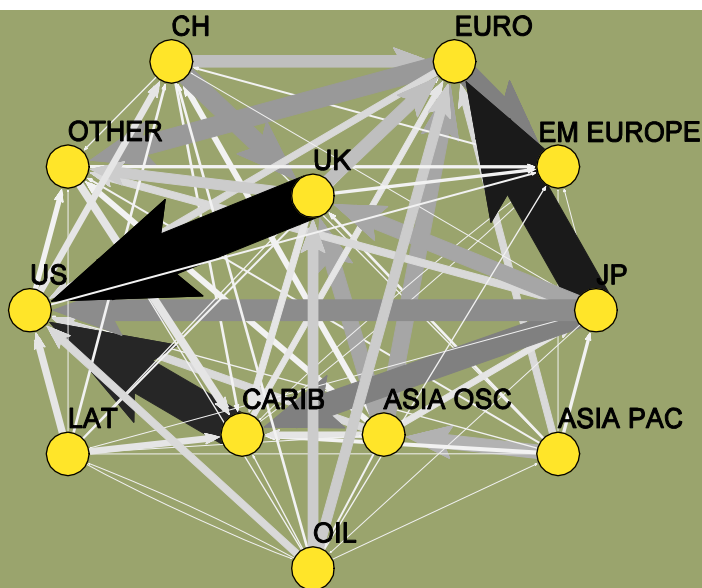 CH
EURO
OTHER
EM EUROPE
UK
US
JP
CARIB
ASIA OSC
LAT
ASIA PAC
OIL